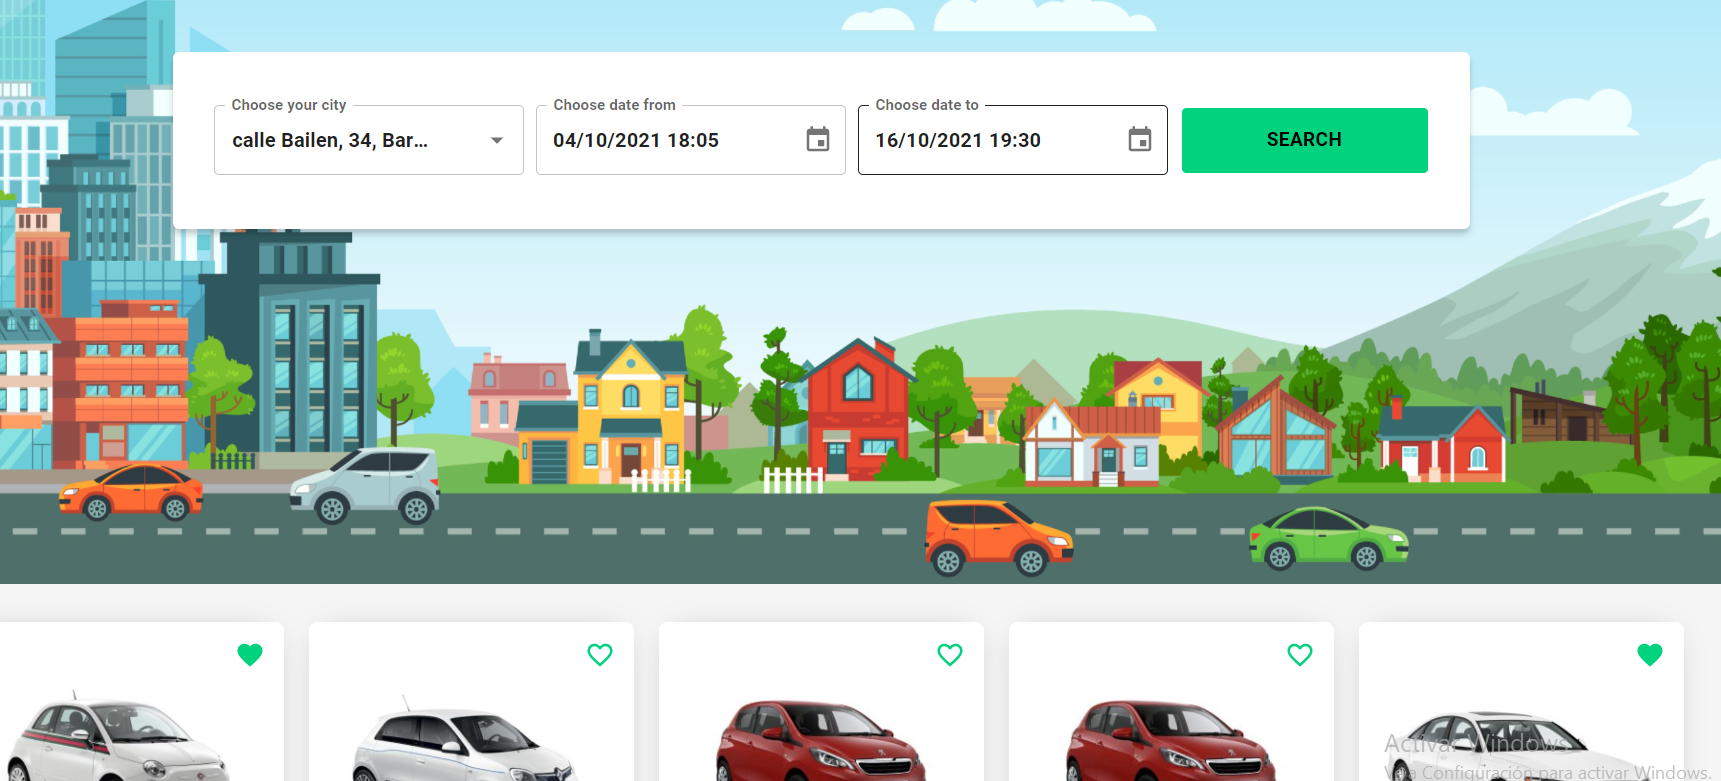 Choose your city
calle Bailen, 34, Bar...
Choose date from
04/10/2021 18:05
Choose date to
16/10/2021 19:30
SEARCH
Activar Windows
Configuración para activar Windows.